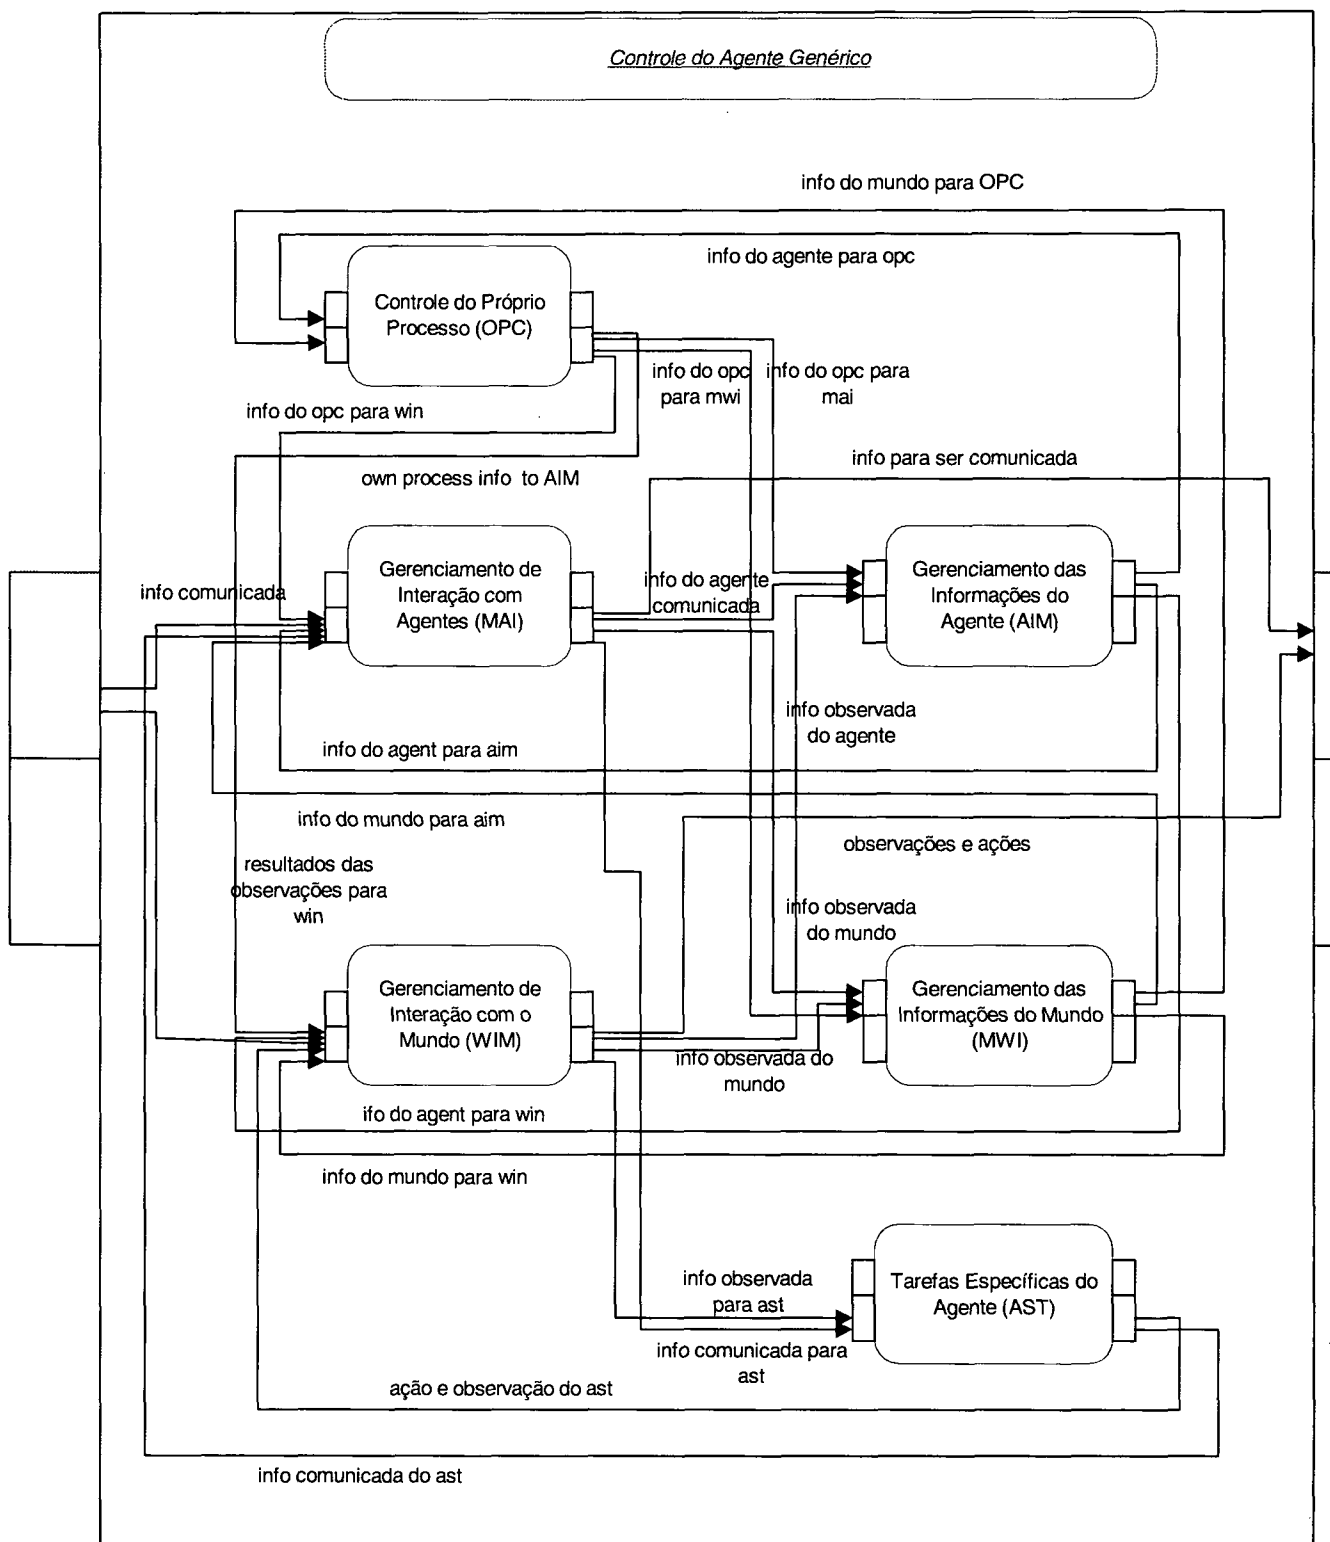 Controle do Agente Genérico
info do mundo para OPC
info do agente para opc
Controle do Próprio
Processo (OPC)
info do opc
para mwi
info do opc para
mai
info do opc para win
info para ser comunicada
own process info to AIM
Gerenciamento de
Interação com
Agentes (MAI)
info comunicada
info do agente
comunicada
Gerenciamento das
Informações do
Agente (AIM)
info observada
do agente
info do agent para aim
info do mundo para aim
observações e ações
resultados das
observações para
win
info observada
do mundo
Gerenciamento de
Interação com o
Mundo (WIM)
Gerenciamento das
Informações do Mundo
(MWI)
info observada do
mundo
ifo do agent para win
info do mundo para win
info observada
para ast
Tarefas Específicas do
Agente (AST)
info comunicada para
ast
ação e observação do ast
info comunicada do ast